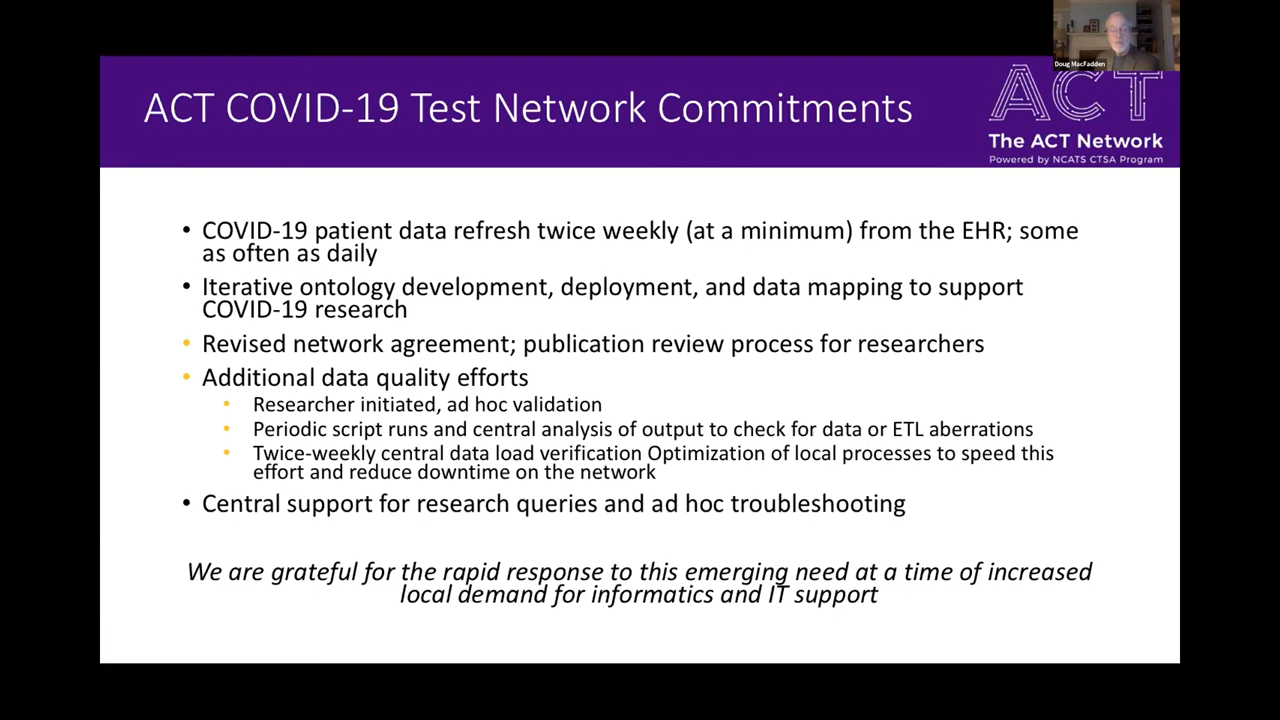 Doug MacFadden
ACT COVID-19 Test Network Commitments
ACT
The ACT Network
Powered by NCATS CTSA Program
• COVID-19 patient data refresh twice weekly (at a minimum) from the EHR; some
as often as daily
• Iterative ontology development, deployment, and data mapping to support
COVID-19 research
• Revised network agreement; publication review process for researchers
• Additional data quality efforts
• Researcher initiated, ad hoc validation
• Periodic script runs and central analysis of output to check for data or ETL aberrations
• Twice-weekly central data load verification Optimization of local processes to speed this
effort and reduce downtime on the network
• Central support for research queries and ad hoc troubleshooting
We are grateful for the rapid response to this emerging need at a time of increased
local demand for informatics and IT support